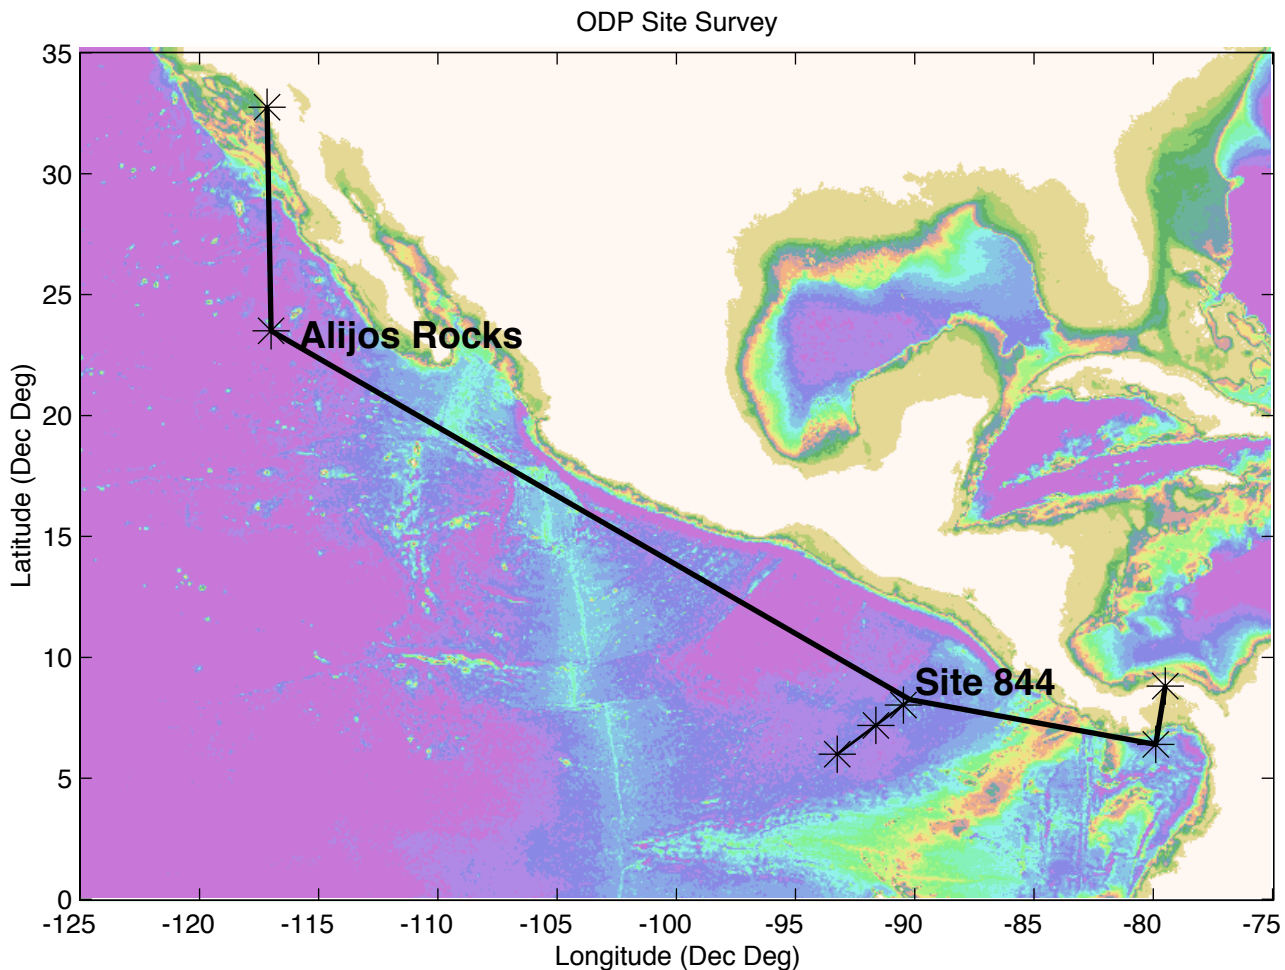 ODP Site Survey
35
30
25
20
15
10
5
0
Latitude (Dec Deg)
Alijos Rocks
Site 844
-125 -120 -115 -110 -105 -100 -95 -90 -85 -80 -75
Longitude (Dec Deg)